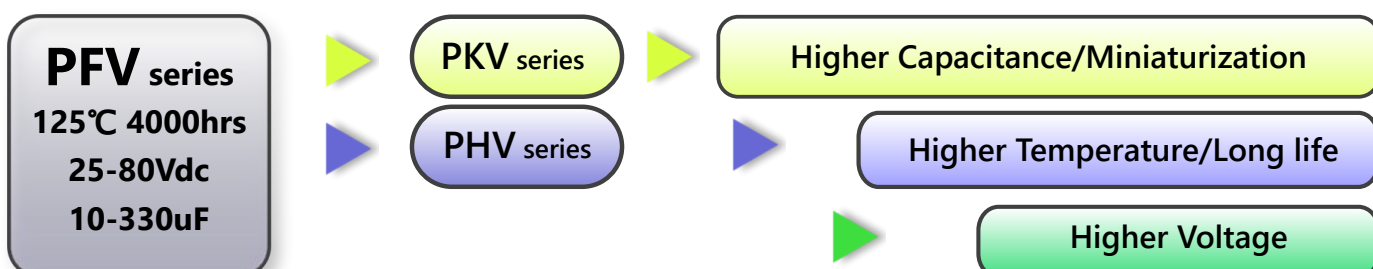 PFV series
125℃ 4000hrs
25-80Vdc
10-330uF
PKV series
Higher Capacitance/Miniaturization
PHV series
Higher Temperature/Long life
Higher Voltage